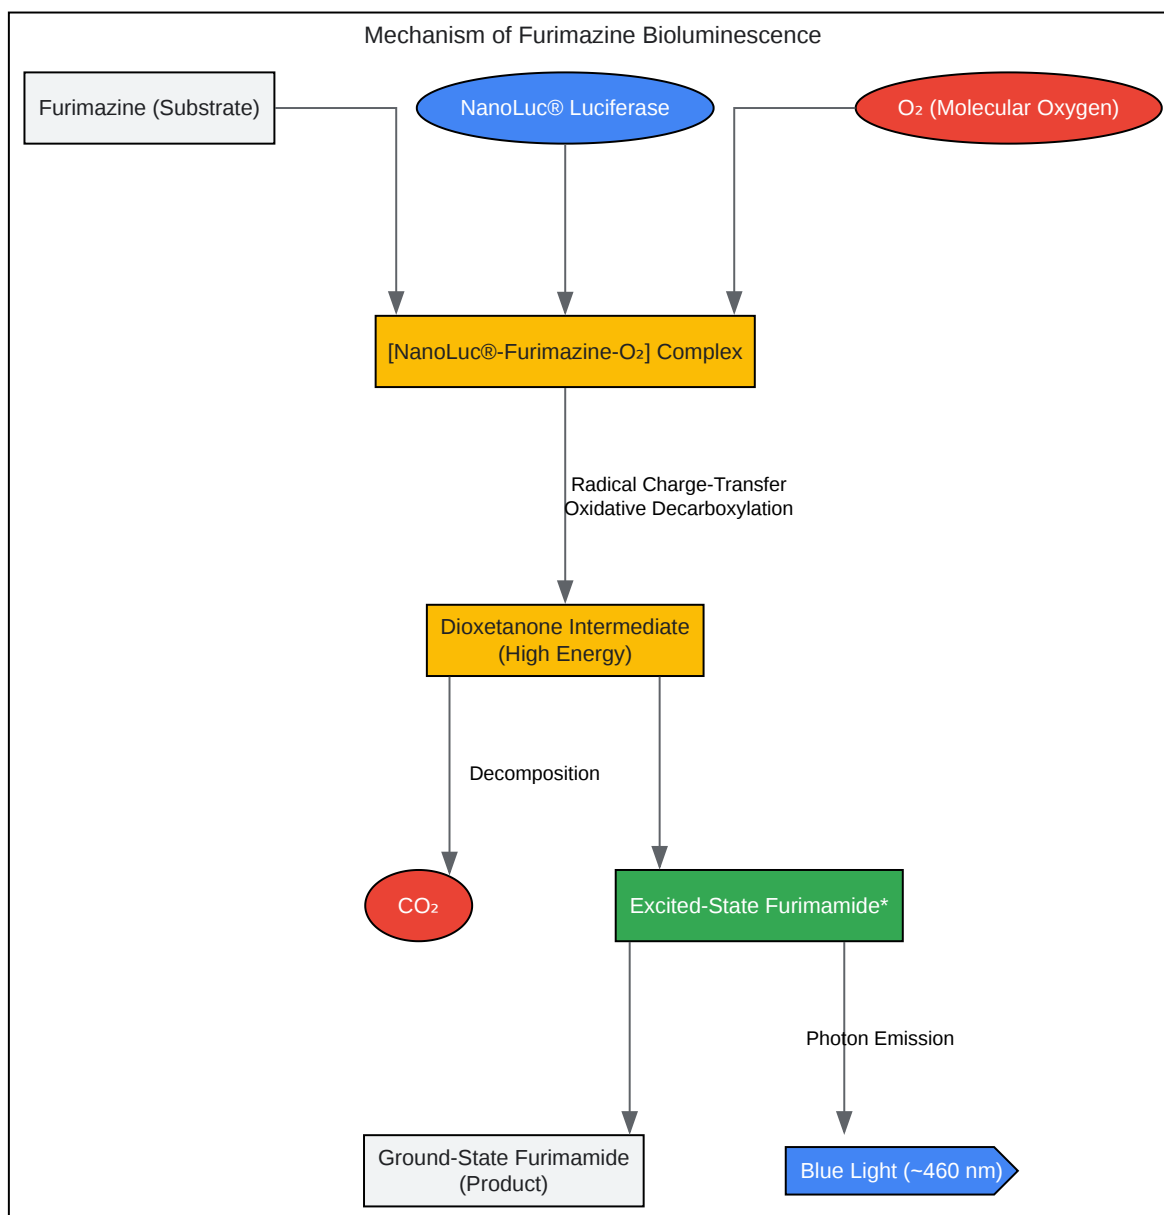 Mechanism of Furimazine Bioluminescence
Furimazine (Substrate)
NanoLuc® Luciferase
O₂ (Molecular Oxygen)
[NanoLuc®-Furimazine-O₂] Complex
Radical Charge-Transfer
Oxidative Decarboxylation
Dioxetanone Intermediate
(High Energy)
Decomposition
CO₂
Excited-State Furimamide*
Photon Emission
Ground-State Furimamide
(Product)
Blue Light (~460 nm)